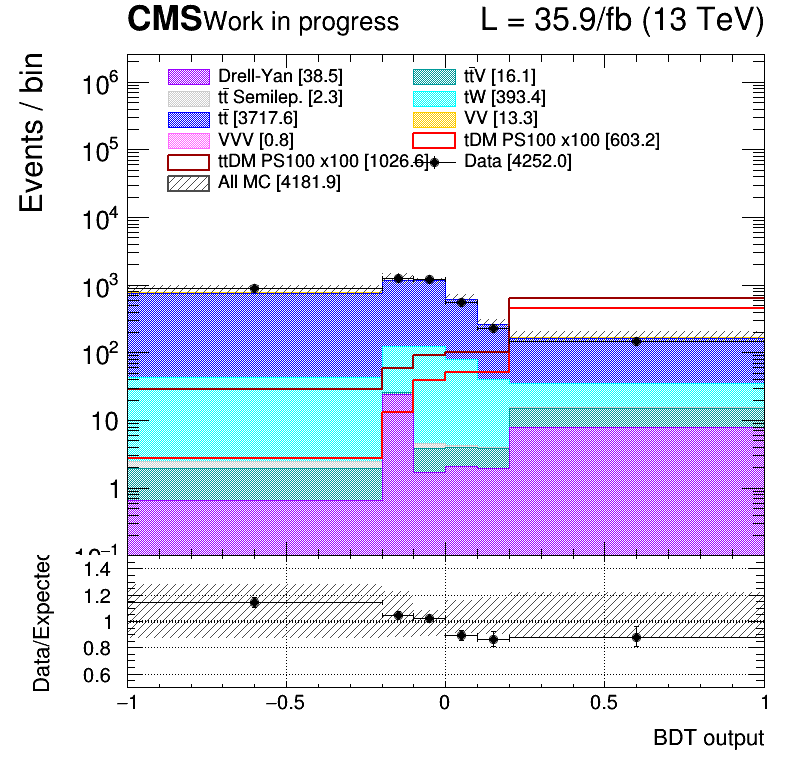 CMS Work in progress L = 35.9/fb (13 TeV)
Events / bin
Drell-Yan [38.5] tt̄V [16.1]
tt̄ Semilep. [2.3] tW [393.4]
tt̄ [3717.6] VV [13.3]
VVV [0.8] tDM PS100 x100 [603.2]
ttDM PS100 x100 [1026.6] Data [4252.0]
All MC [4181.9]
10⁶
10⁵
10⁴
10³
10²
10
1
10⁻¹
Data/Expected
1.4
1.2
1
0.8
0.6
−1 −0.5 0 0.5 1
BDT output